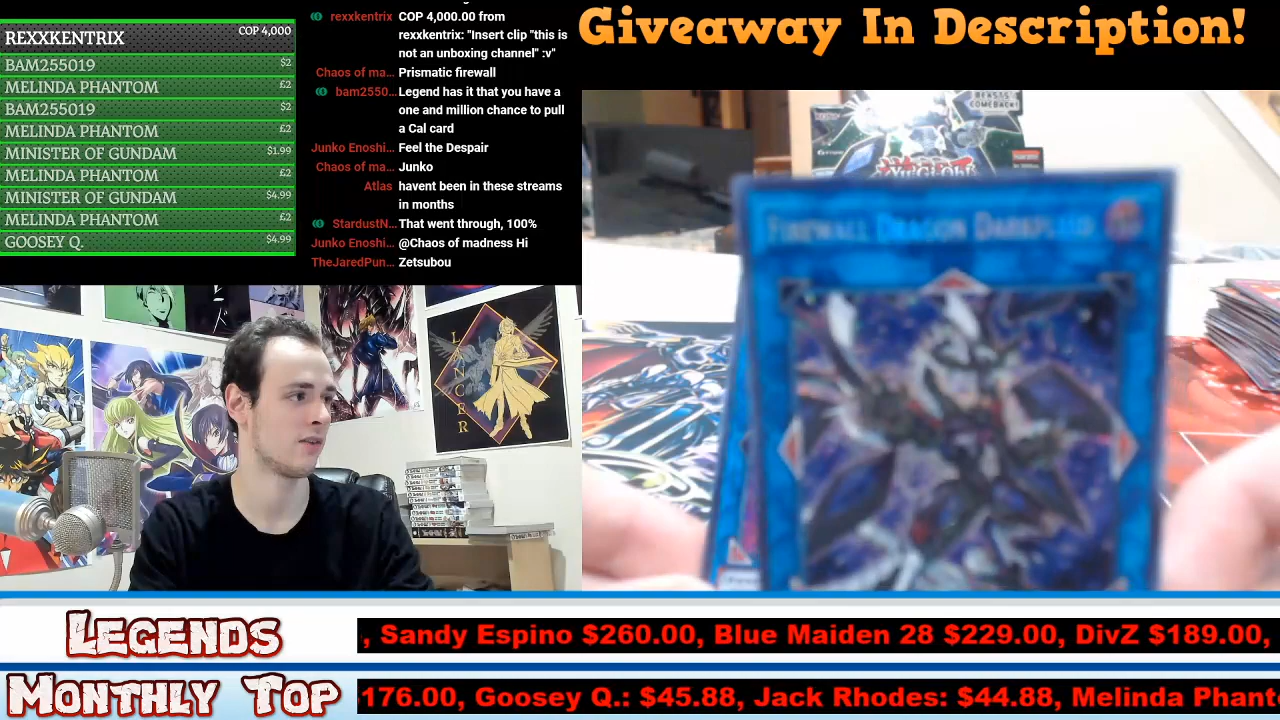 REXXKENTRIX COP 4,000
BAM255019 $2
MELINDA PHANTOM £2
BAM255019 $2
MELINDA PHANTOM £2
MINISTER OF GUNDAM $1.99
MELINDA PHANTOM £2
MINISTER OF GUNDAM $4.99
MELINDA PHANTOM £2
GOOSEY Q. $4.99
rexxkentrix COP 4,000.00 from
rexxkentrix: "Insert clip "this is
not an unboxing channel" :v"
Chaos of ma... Prismatic firewall
bam2550... Legend has it that you have a
one and million chance to pull
a Cal card
Junko Enoshi... Feel the Despair
Chaos of ma... Junko
Atlas havent been in these streams
in months
StardustN... That went through, 100%
Junko Enoshi... @Chaos of madness Hi
TheJaredPun... Zetsubou
Giveaway In Description!
BEASTS
COMEBACK!
Yu-Gi-Oh!
Firewall Dragon Darkfluid
LANCER
Legends
, Sandy Espino $260.00, Blue Maiden 28 $229.00, DivZ $189.00,
Monthly Top
176.00, Goosey Q.: $45.88, Jack Rhodes: $44.88, Melinda Phant